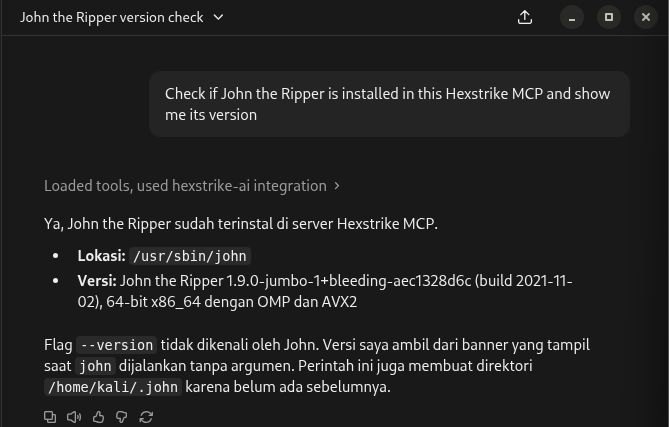 John the Ripper version check
Check if John the Ripper is installed in this Hexstrike MCP and show
me its version
Loaded tools, used hexstrike-ai integration
Ya, John the Ripper sudah terinstal di server Hexstrike MCP.
• Lokasi: /usr/sbin/john
• Versi: John the Ripper 1.9.0-jumbo-1+bleeding-aec1328d6c (build 2021-11-
02), 64-bit x86_64 dengan OMP dan AVX2
Flag --version tidak dikenali oleh John. Versi saya ambil dari banner yang tampil
saat john dijalankan tanpa argumen. Perintah ini juga membuat direktori
/home/kali/.john karena belum ada sebelumnya.